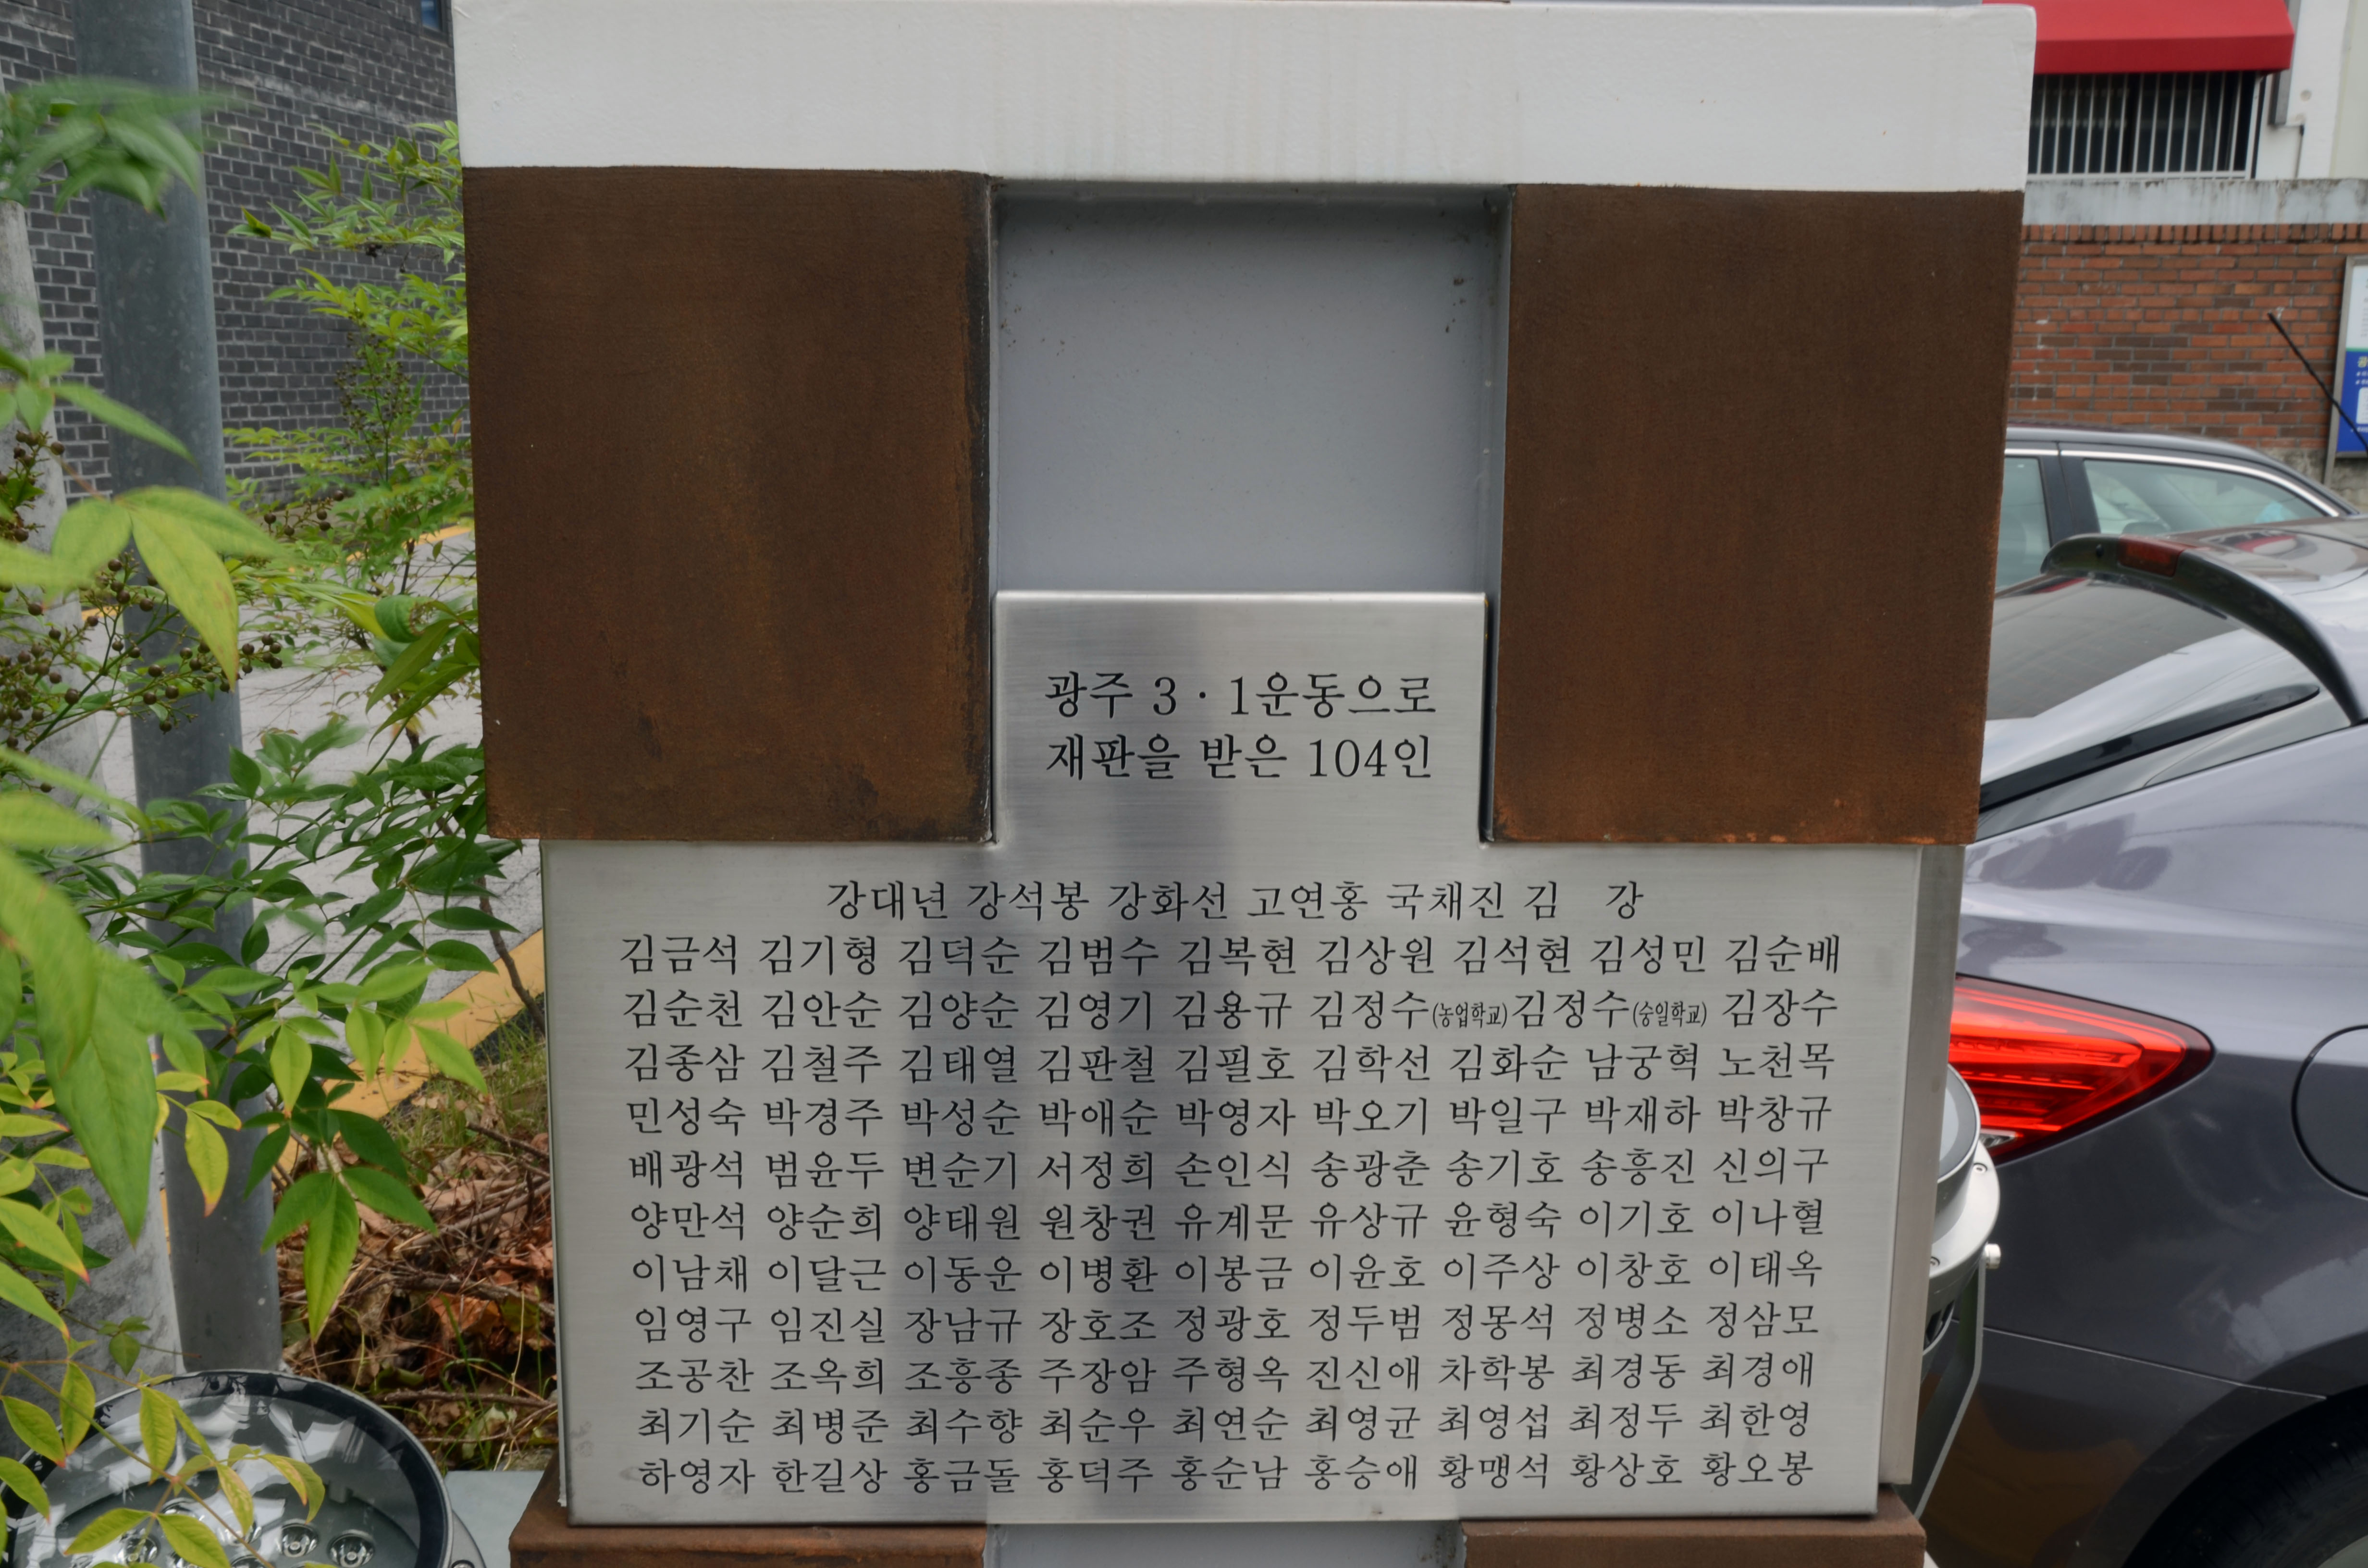 광주 3·1운동으로
재판을 받은 104인
강대년 강석봉 강화선 고연홍 국채진 김 강
김금석 김기형 김덕순 김범수 김복현 김상원 김석현 김성민 김순배
김순천 김안순 김양순 김영기 김용규 김정수(농업학교)김정수(숭일학교) 김장수
김종삼 김철주 김태열 김판철 김필호 김학선 김화순 남궁혁 노천목
민성숙 박경주 박성순 박애순 박영자 박오기 박일구 박재하 박창규
배광석 범윤두 변순기 서정희 손인식 송광춘 송기호 송흥진 신의구
양만석 양순희 양태원 원창권 유계문 유상규 윤형숙 이기호 이나혈
이남채 이달근 이동운 이병환 이봉금 이윤호 이주상 이창호 이태옥
임영구 임진실 장남규 장호조 정광호 정두범 정몽석 정병소 정삼모
조공찬 조옥희 조흥종 주장암 주형옥 진신애 차학봉 최경동 최경애
최기순 최병준 최수향 최순우 최연순 최영균 최영섭 최정두 최한영
하영자 한길상 홍금돌 홍덕주 홍순남 홍승애 황맹석 황상호 황오봉